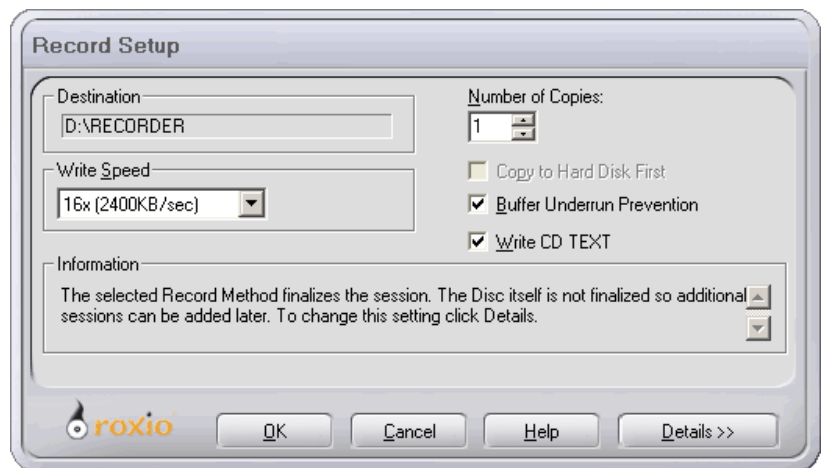 Record Setup
Destination
D:\RECORDER
Number of Copies:
1
Write Speed
16x (2400KB/sec)
Copy to Hard Disk First
Buffer Underrun Prevention
Write CD TEXT
Information
The selected Record Method finalizes the session. The Disc itself is not finalized so additional
sessions can be added later. To change this setting click Details.
roxio
OK
Cancel
Help
Details >>